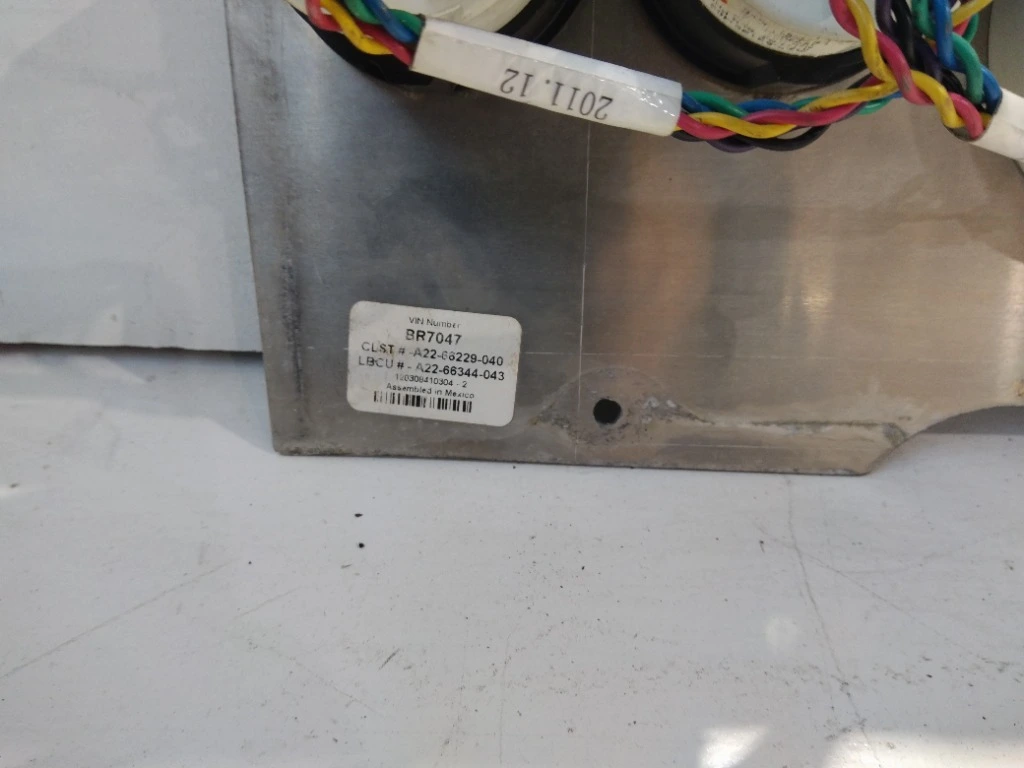 2011.12
VIN Number
BR7047
CLST # -A22-66229-040
LBCU # - A22-66344-043
120308410304 - 2
Assembled in Mexico